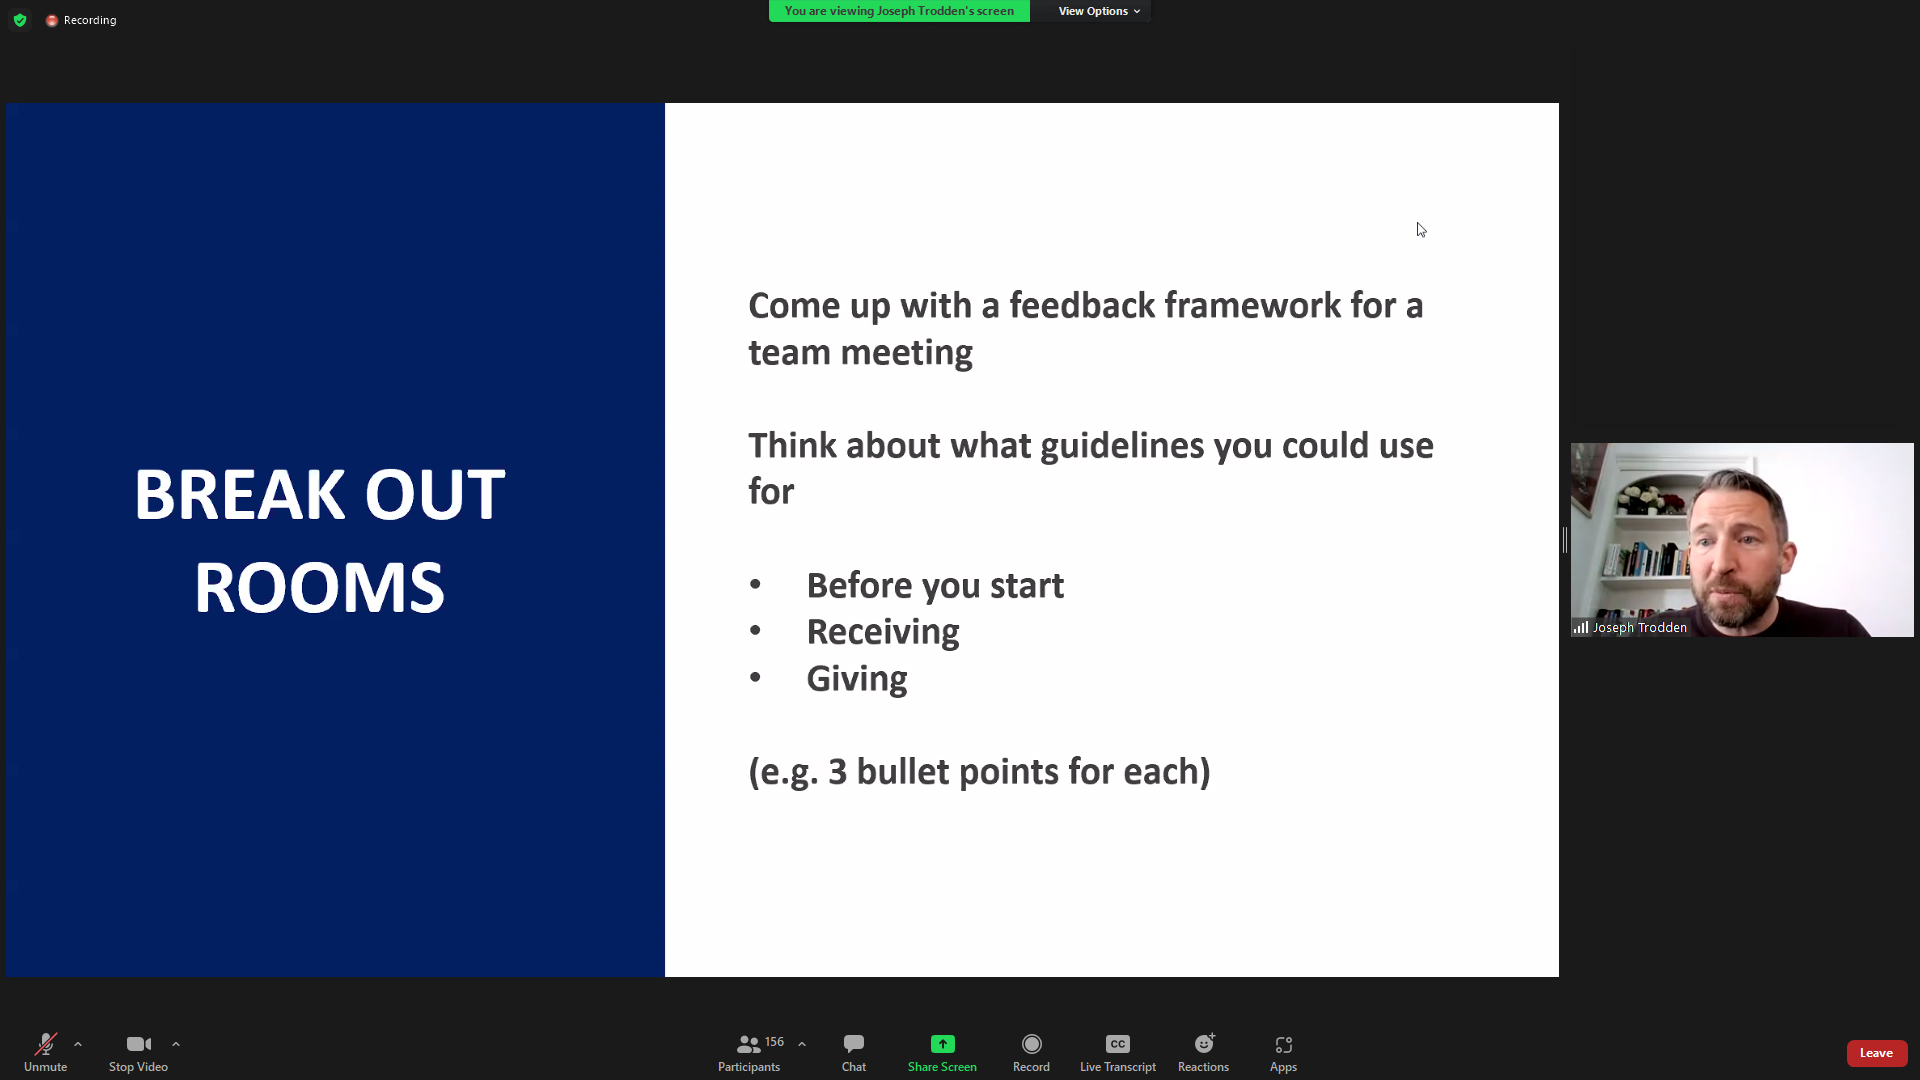 Recording
You are viewing Joseph Trodden's screen
View Options
BREAK OUT
ROOMS
Come up with a feedback framework for a
team meeting
Think about what guidelines you could use
for
• Before you start
• Receiving
• Giving
(e.g. 3 bullet points for each)
Joseph Trodden
Unmute
Stop Video
156
Participants
Chat
Share Screen
Record
CC
Live Transcript
Reactions
Apps
Leave